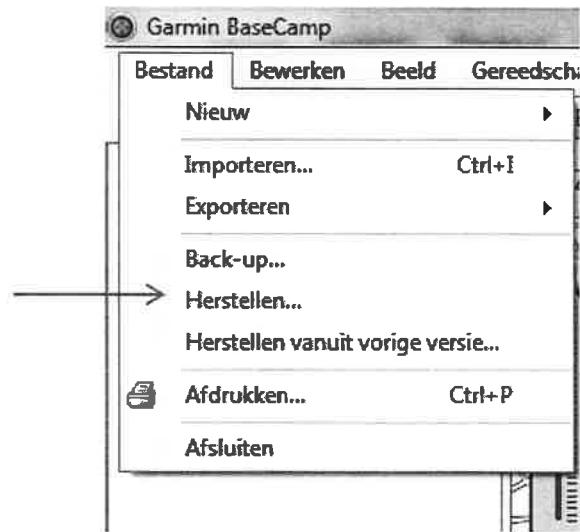 Garmin BaseCamp
Bestand Bewerken Beeld
Nieuw
Importeren... Ctrl+I
Exporteren
Back-up...
Herstellen...
Herstellen vanuit vorige versie...
Afdrukken... Ctrl+P
Afsluiten